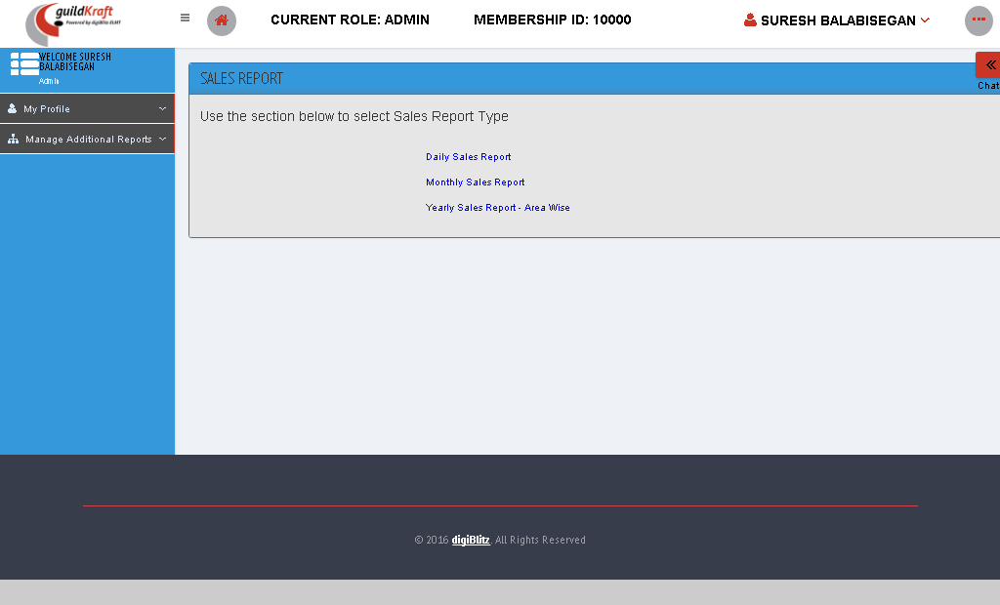 guildKraft
Powered by digiBlitz ELMT
CURRENT ROLE: ADMIN
MEMBERSHIP ID: 10000
SURESH BALABISEGAN
WELCOME SURESH
BALABISEGAN
Admin
My Profile
Manage Additional Reports
SALES REPORT
Chat
Use the section below to select Sales Report Type
Daily Sales Report
Monthly Sales Report
Yearly Sales Report - Area Wise
© 2016 digiBlitz. All Rights Reserved